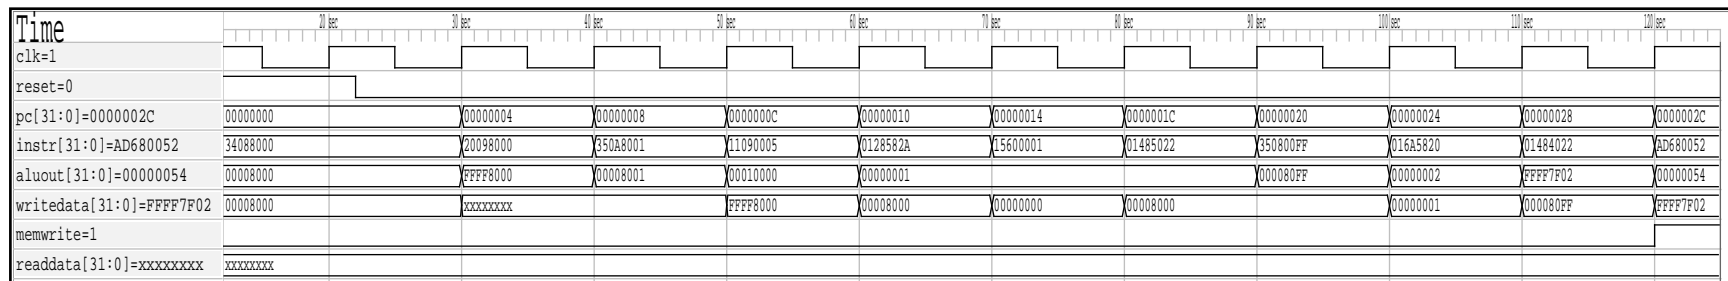 Time 20 sec 30 sec 40 sec 50 sec 60 sec 70 sec 80 sec 90 sec 100 sec 110 sec 120 sec
clk=1
reset=0
pc[31:0]=0000002C 00000000 00000004 00000008 0000000C 00000010 00000014 0000001C 00000020 00000024 00000028 0000002C
instr[31:0]=AD680052 34088000 20098000 350A8001 11090005 0128582A 15600001 01485022 350800FF 016A5820 01484022 AD680052
aluout[31:0]=00000054 00008000 FFFF8000 00008001 00010000 00000001 000080FF 00000002 FFFF7F02 00000054
writedata[31:0]=FFFF7F02 00008000 xxxxxxxx FFFF8000 00008000 00000000 00008000 00000001 000080FF FFFF7F02
memwrite=1
readdata[31:0]=xxxxxxxx xxxxxxxx